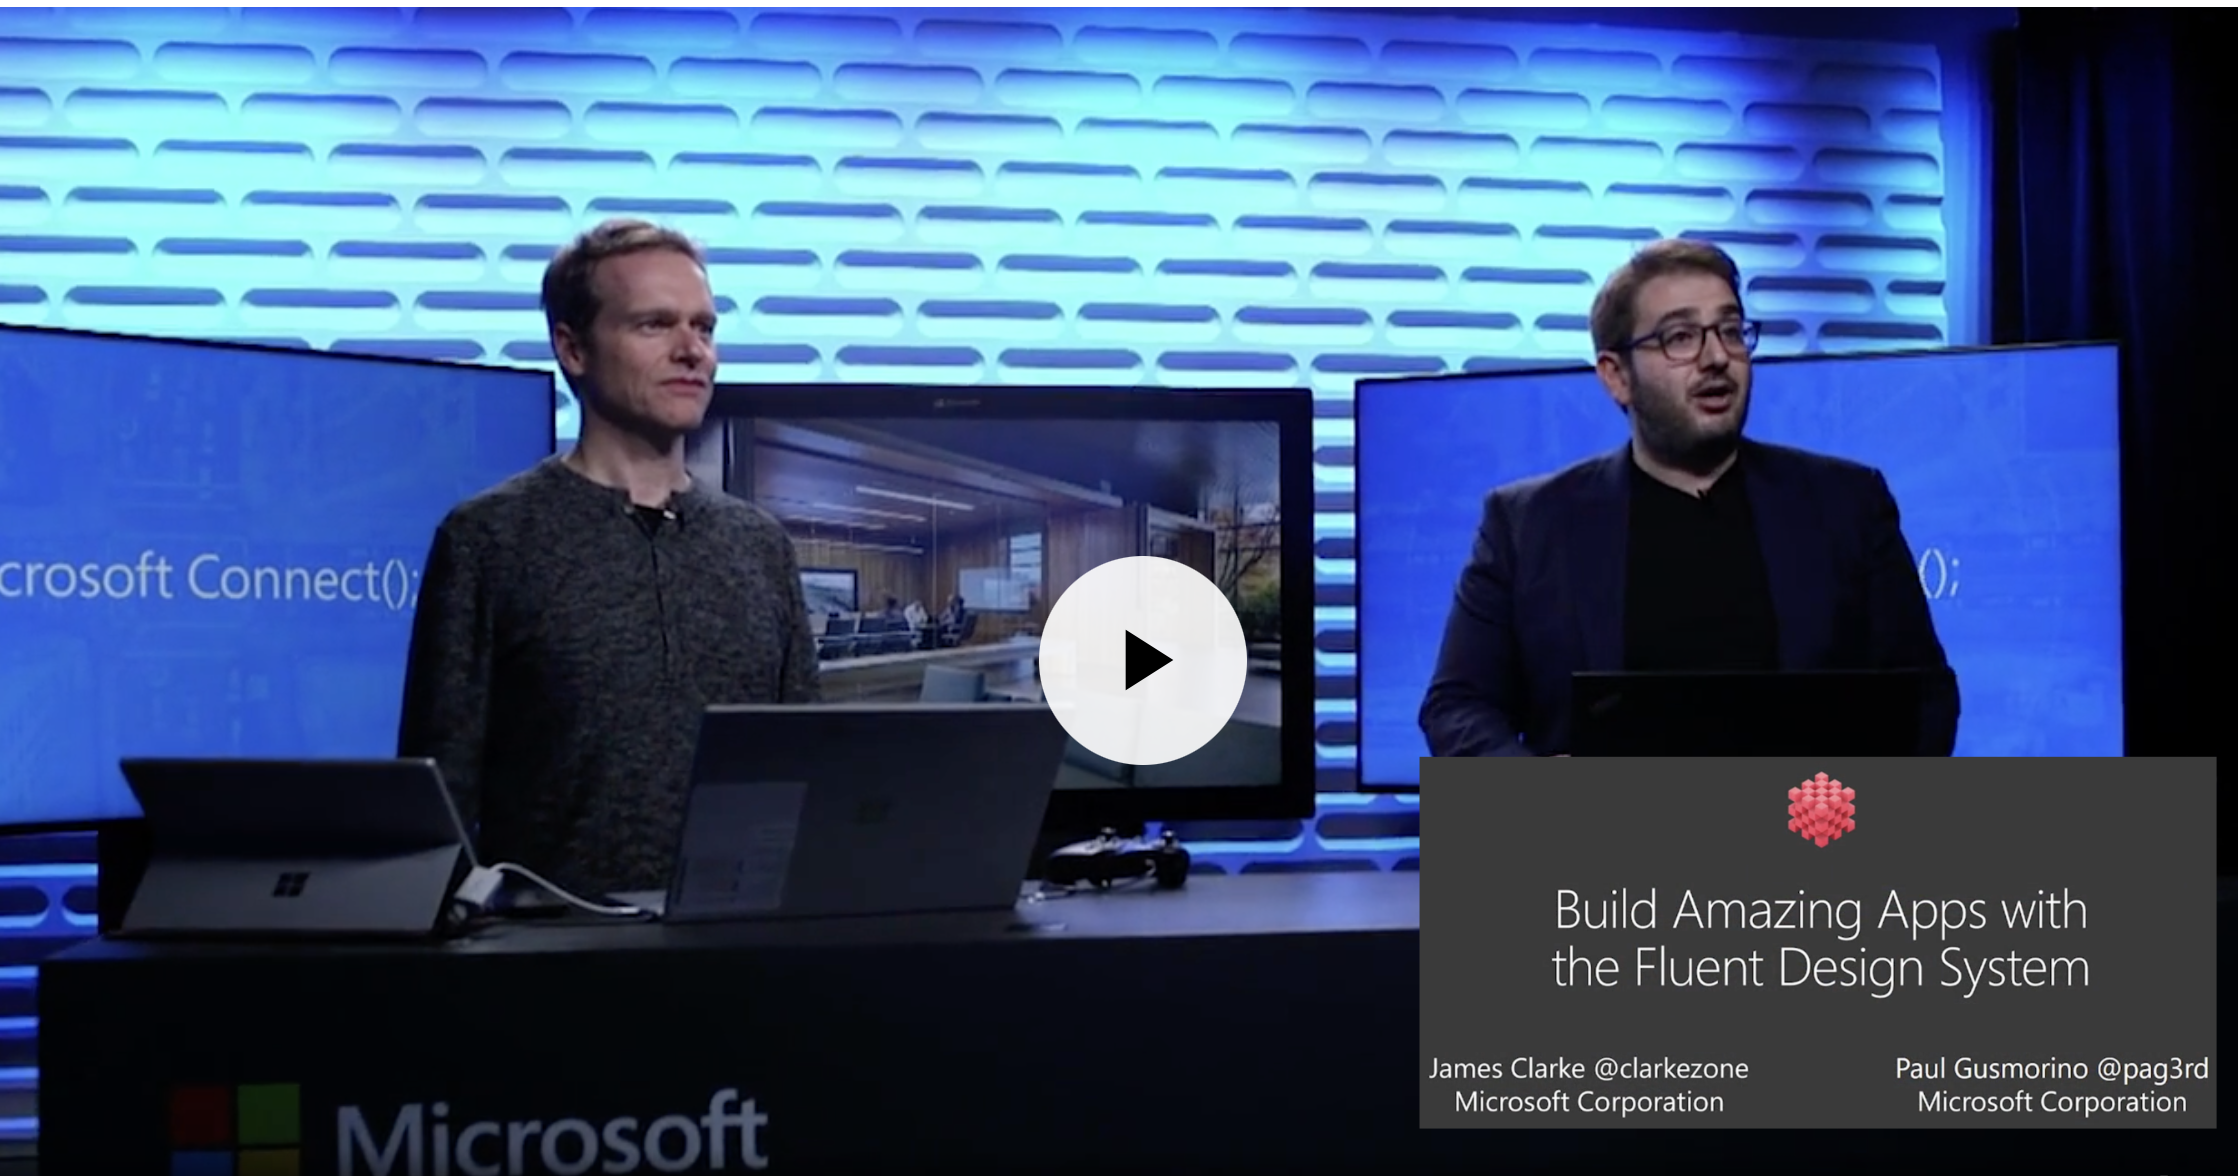 crosoft Connect();
();
Microsoft
Build Amazing Apps with
the Fluent Design System
James Clarke @clarkezone
Microsoft Corporation
Paul Gusmorino @pag3rd
Microsoft Corporation